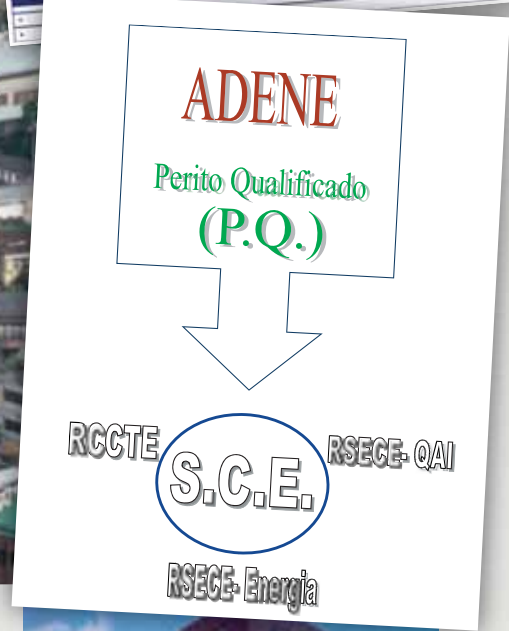 ADENE
Perito Qualificado
(P.Q.)
RCCTE
S.C.E.
RSECE- QAI
RSECE- Energia